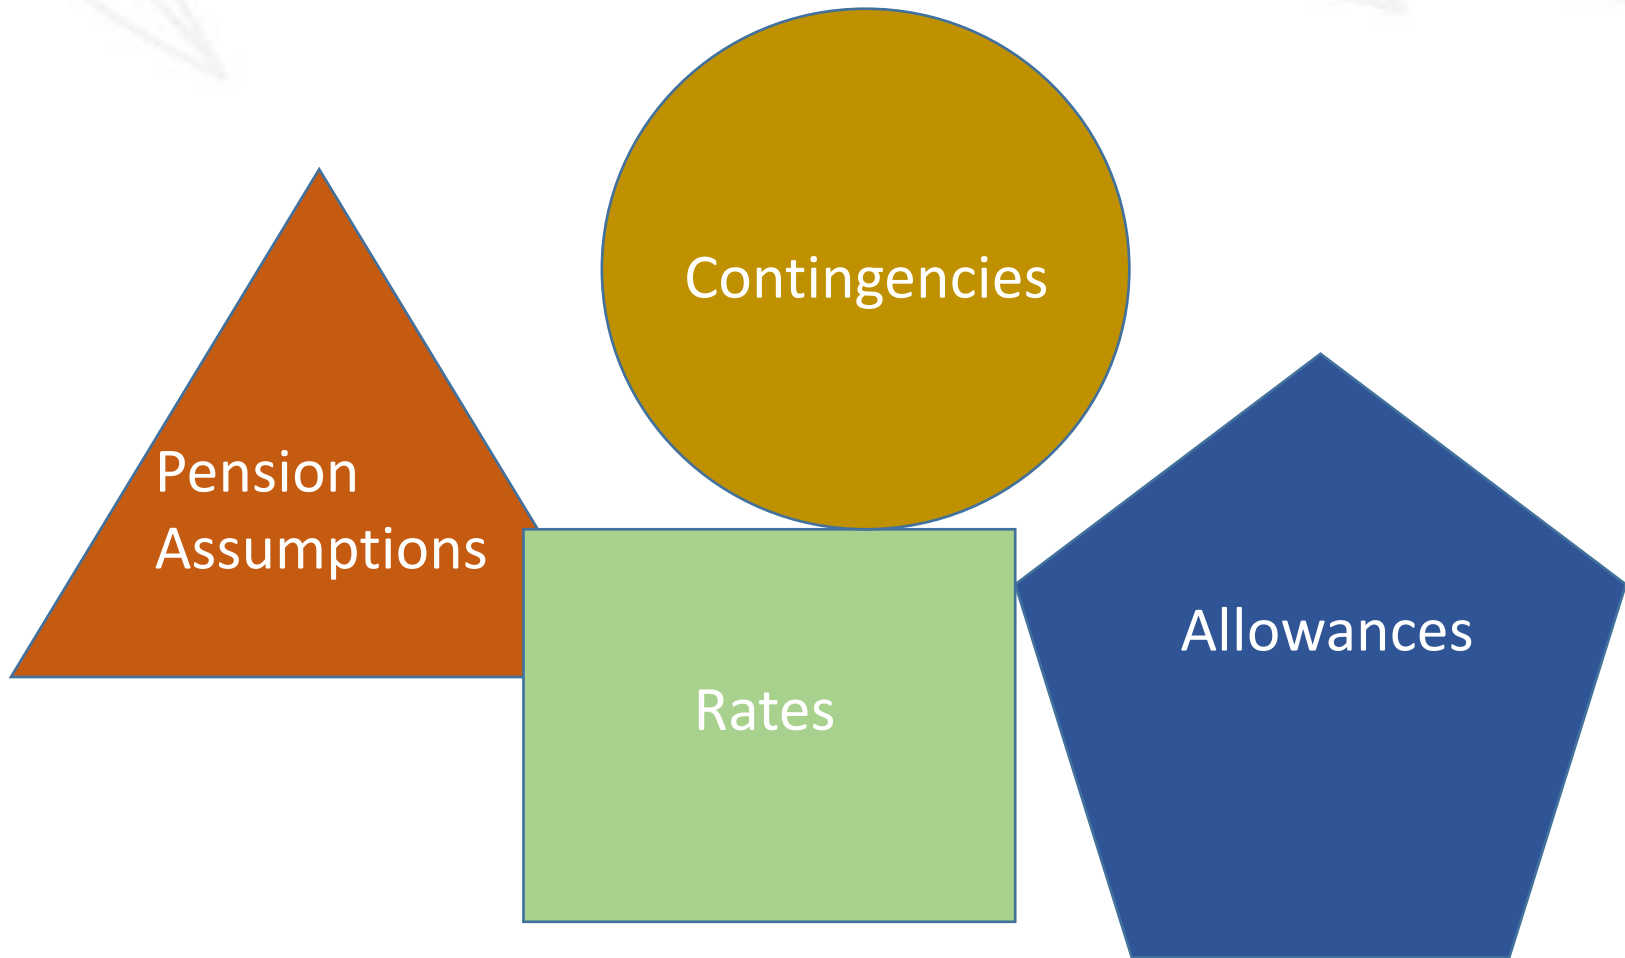 Contingencies
Pension
Assumptions
Allowances
Rates